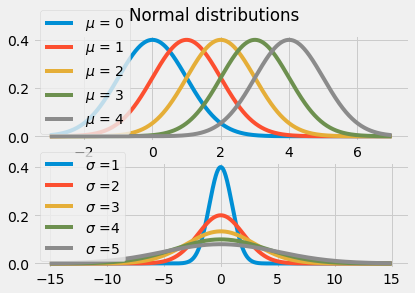 Normal distributions
μ = 0
μ = 1
μ = 2
μ = 3
μ = 4
0.4
0.2
0.0
−2 0 2 4 6
σ =1
σ =2
σ =3
σ =4
σ =5
0.4
0.2
0.0
−15 −10 −5 0 5 10 15